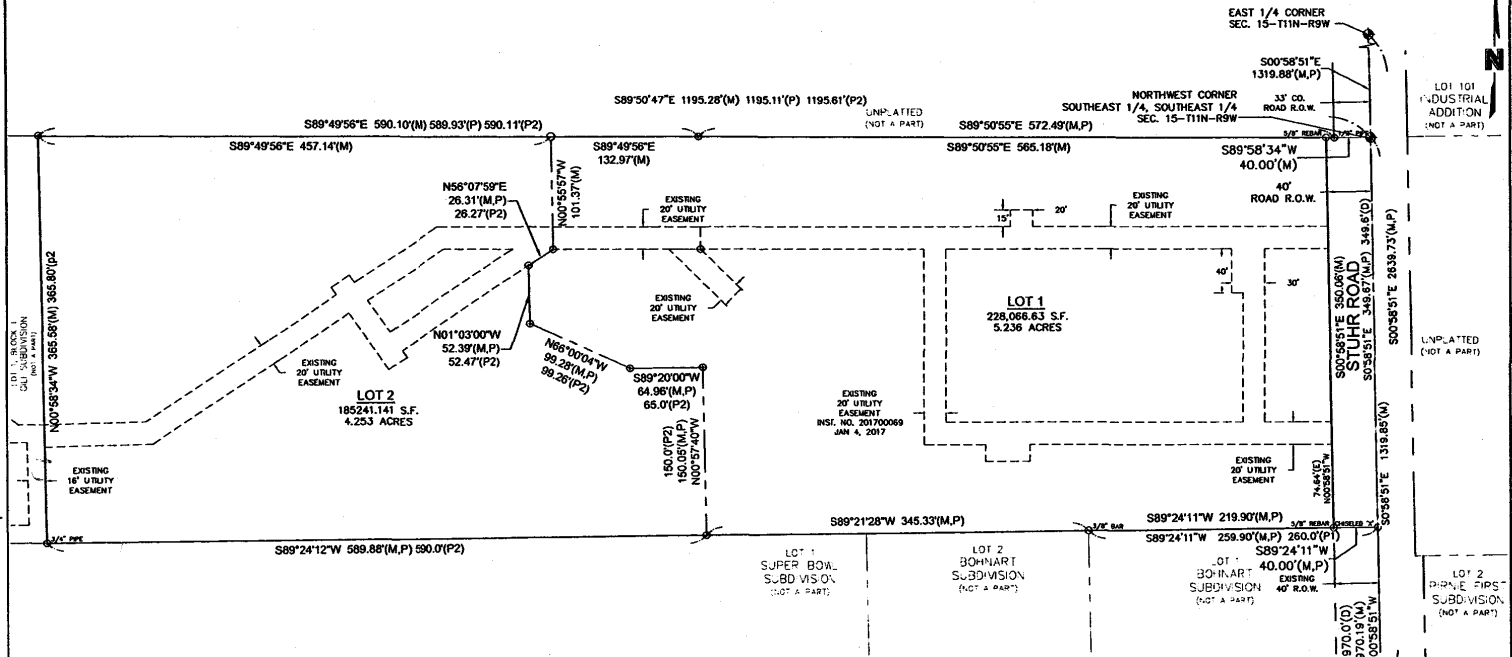 EAST 1/4 CORNER
SEC. 15-T11N-R9W
N
S00°58'51"E
1319.88'(M,P)
33' CO.
ROAD R.O.W.
LOT 101
INDUSTRIAL
ADDITION
(NOT A PART)
NORTHWEST CORNER
SOUTHEAST 1/4, SOUTHEAST 1/4
SEC. 15-T11N-R9W
S89°50'47"E 1195.28'(M) 1195.11'(P) 1195.61'(P2)
UNPLATTED
(NOT A PART)
S89°49'56"E 590.10'(M) 589.93'(P) 590.11'(P2)
S89°50'55"E 572.49'(M,P)
5/8" REBAR
S89°49'56"E 457.14'(M)
S89°49'56"E
132.97'(M)
S89°50'55"E 565.18'(M)
S89°58'34"W
40.00'(M)
40'
ROAD R.O.W.
N56°07'59"E
26.31'(M,P)
26.27'(P2)
N00°55'57"W
101.37'(M)
EXISTING
20' UTILITY
EASEMENT
15'
20'
EXISTING
20' UTILITY
EASEMENT
40'
30'
EXISTING
20' UTILITY
EASEMENT
LOT 1
228,066.63 S.F.
5.236 ACRES
S00°58'51"E 350.06'(M)
STUHR ROAD
S0°58'51"E 349.67'(M,P) 349.6'(D)
S00°58'51"E 2639.73'(M,P)
UNPLATTED
(NOT A PART)
LOT 1, BLOCK 1
SUBDIVISION
(NOT A PART)
N00°58'34"W 365.58'(M) 365.80'(p2
N01°03'00"W
52.39'(M,P)
52.47'(P2)
N66°00'04"W
99.28'(M,P)
99.26'(P2)
EXISTING
20' UTILITY
EASEMENT
S89°20'00"W
64.96'(M,P)
65.0'(P2)
LOT 2
185241.141 S.F.
4.253 ACRES
EXISTING
20' UTILITY
EASEMENT
INST. NO. 201700069
JAN 4, 2017
150.0'(P2)
150.05'(M,P)
N00°57'40"W
EXISTING
16' UTILITY
EASEMENT
EXISTING
20' UTILITY
EASEMENT
74.64'(E)
N00°58'51"W
S0°58'51"E 1319.85'(M)
3/4" PIPE
S89°24'12"W 589.88'(M,P) 590.0'(P2)
S89°21'28"W 345.33'(M,P)
3/8" BAR
S89°24'11"W 219.90'(M,P)
5/8" REBAR
CHISELED "X"
S89°24'11"W 259.90'(M,P) 260.0'(P1)
S89°24'11"W
40.00'(M,P)
EXISTING
40' R.O.W.
LOT 1
SUPER BOWL
SUBDIVISION
(NOT A PART)
LOT 2
BOHNART
SUBDIVISION
(NOT A PART)
LOT 1
BOHNART
SUBDIVISION
(NOT A PART)
LOT 2
PIRNIE FIRST
SUBDIVISION
(NOT A PART)
970.0'(D)
970.19'(M)
00°58'51"W